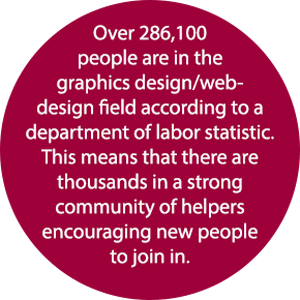 Over 286,100
people are in the
graphics design/web-
design field according to a
department of labor statistic.
This means that there are
thousands in a strong
community of helpers
encouraging new people
to join in.